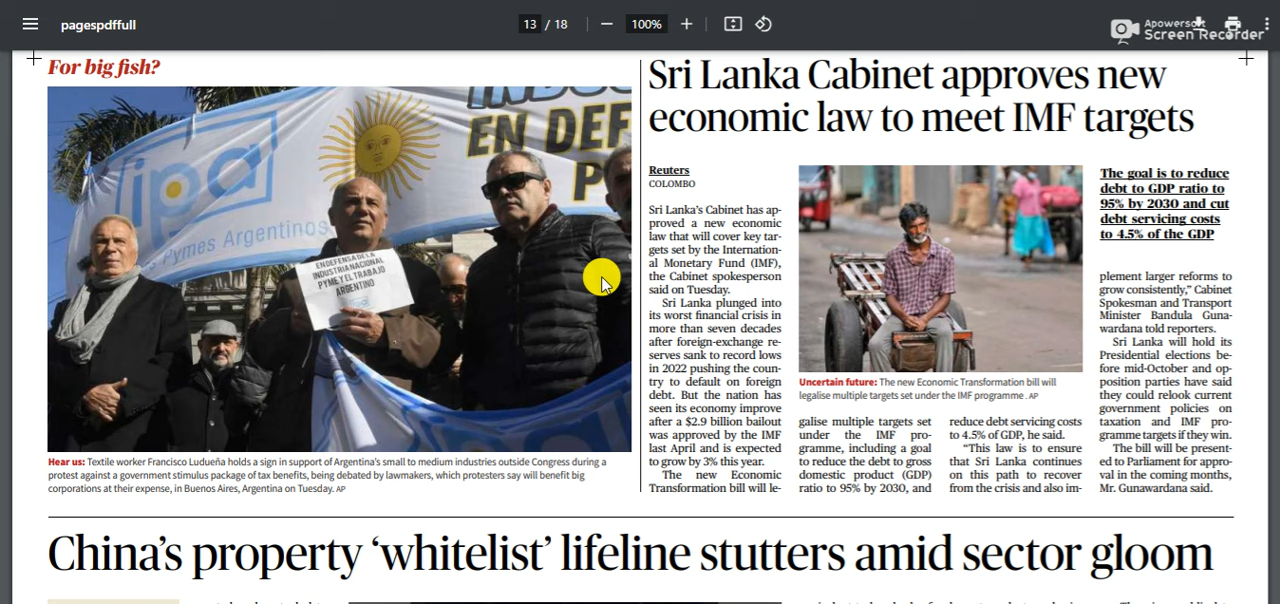 pagespdffull
13 / 18
100%
Apowersoft
Screen Recorder
For big fish?
INDUS
EN DEF
P
ipa
s Pymes Argentinos
EN DEFENSA DE LA
INDUSTRIA NACIONAL
PYME Y EL TRABAJO
ARGENTINO
Hear us: Textile worker Francisco Ludueña holds a sign in support of Argentina's small to medium industries outside Congress during a
protest against a government stimulus package of tax benefits, being debated by lawmakers, which protesters say will benefit big
corporations at their expense, in Buenos Aires, Argentina on Tuesday. AP
Sri Lanka Cabinet approves new
economic law to meet IMF targets
Reuters
COLOMBO
Sri Lanka's Cabinet has ap-
proved a new economic
law that will cover key tar-
gets set by the Internation-
al Monetary Fund (IMF),
the Cabinet spokesperson
said on Tuesday.
Sri Lanka plunged into
its worst financial crisis in
more than seven decades
after foreign-exchange re-
serves sank to record lows
in 2022 pushing the coun-
try to default on foreign
debt. But the nation has
seen its economy improve
after a $2.9 billion bailout
was approved by the IMF
last April and is expected
to grow by 3% this year.
The new Economic
Transformation bill will le-
Uncertain future: The new Economic Transformation bill will
legalise multiple targets set under the IMF programme. AP
galise multiple targets set
under the IMF pro-
gramme, including a goal
to reduce the debt to gross
domestic product (GDP)
ratio to 95% by 2030, and
reduce debt servicing costs
to 4.5% of GDP, he said.
"This law is to ensure
that Sri Lanka continues
on this path to recover
from the crisis and also im-
The goal is to reduce
debt to GDP ratio to
95% by 2030 and cut
debt servicing costs
to 4.5% of the GDP
plement larger reforms to
grow consistently," Cabinet
Spokesman and Transport
Minister Bandula Guna-
wardana told reporters.
Sri Lanka will hold its
Presidential elections be-
fore mid-October and op-
position parties have said
they could relook current
government policies on
taxation and IMF pro-
gramme targets if they win.
The bill will be present-
ed to Parliament for appro-
val in the coming months,
Mr. Gunawardana said.
China's property 'whitelist' lifeline stutters amid sector gloom